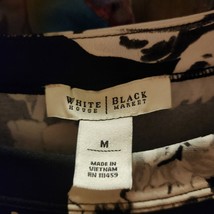 WHITE | BLACK
HOUSE | MARKET
M
MADE IN
VIETNAM
RN 111459